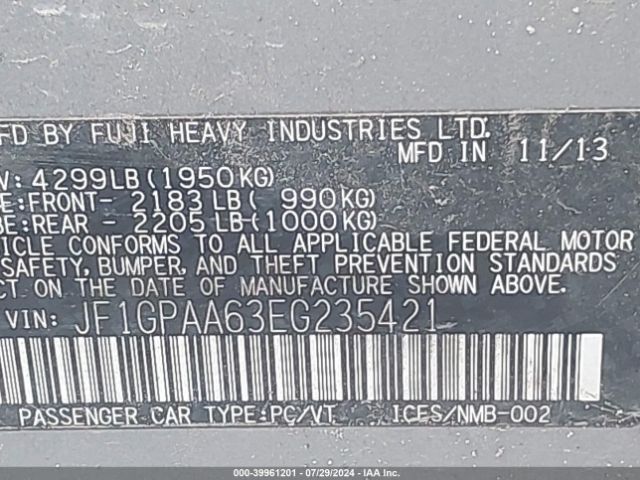 FD BY FUJI HEAVY INDUSTRIES LTD.
MFD IN 11/13
: 4299LB(1950KG)
E:FRONT- 2183LB( 990KG)
E:REAR - 2205LB(1000KG)
ICLE CONFORMS TO ALL APPLICABLE FEDERAL MOTOR
SAFETY, BUMPER, AND THEFT PREVENTION STANDARDS
CT ON THE DATE OF MANUFACTURE SHOWN ABOVE.
VIN: JF1GPAA63EG235421
PASSENGER CAR TYPE:PC/VT ICES/NMB-002
000-39961201 - 07/29/2024 - IAA Inc.